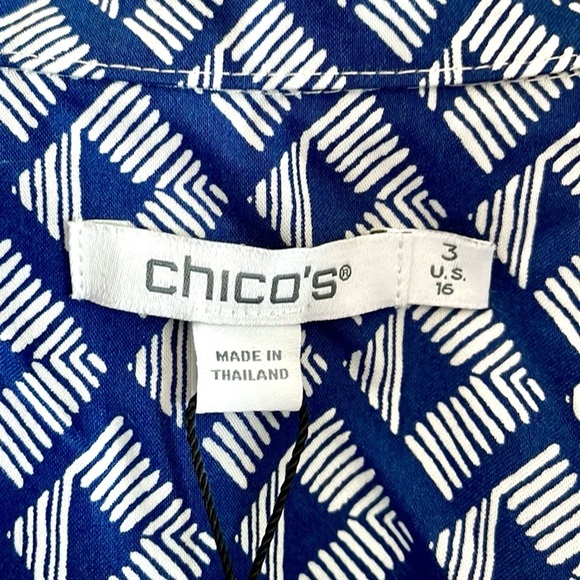 chico's®
3
U.S.
16
MADE IN
THAILAND